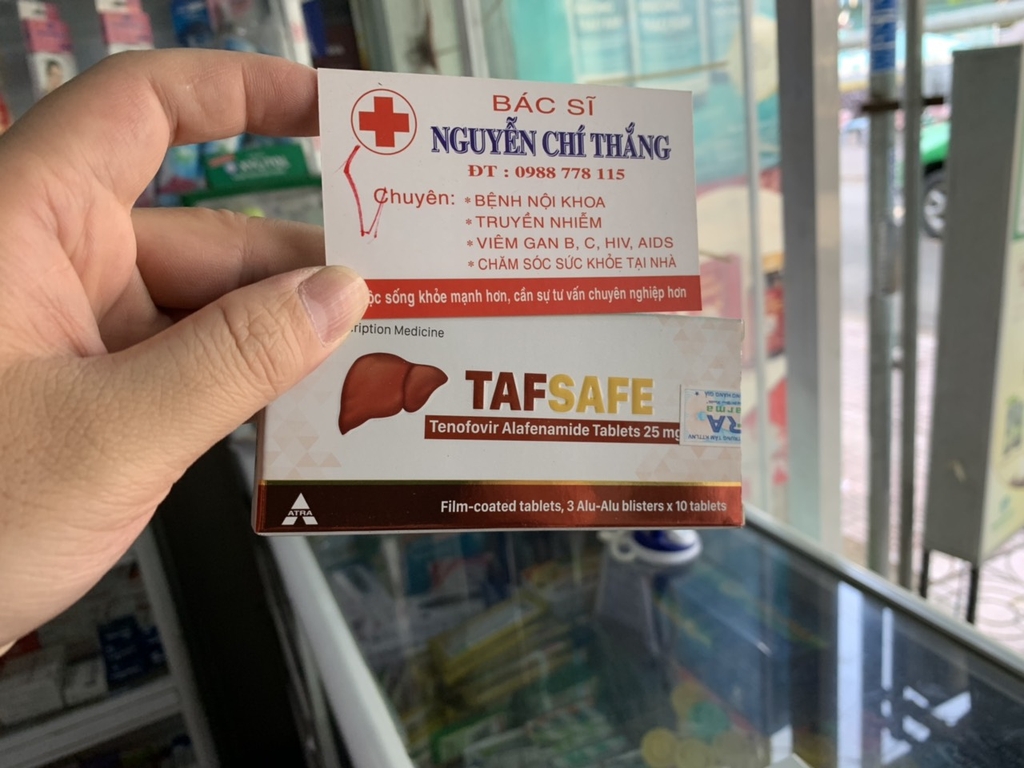 BÁC SĨ
NGUYỄN CHÍ THẮNG
ĐT : 0988 778 115
Chuyên: * BỆNH NỘI KHOA
* TRUYỀN NHIỄM
* VIÊM GAN B, C, HIV, AIDS
* CHĂM SÓC SỨC KHỎE TẠI NHÀ
sống khỏe mạnh hơn, cần sự tư vấn chuyên nghiệp hơn
Medicine
TAFSAFE
Tenofovir Alafenamide Tablets 25 mg
ATRA
Film-coated tablets, 3 Alu-Alu blisters x 10 tablets